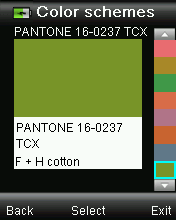 Color schemes
PANTONE 16-0237 TCX
PANTONE 16-0237
TCX
F + H cotton
Back Select Exit